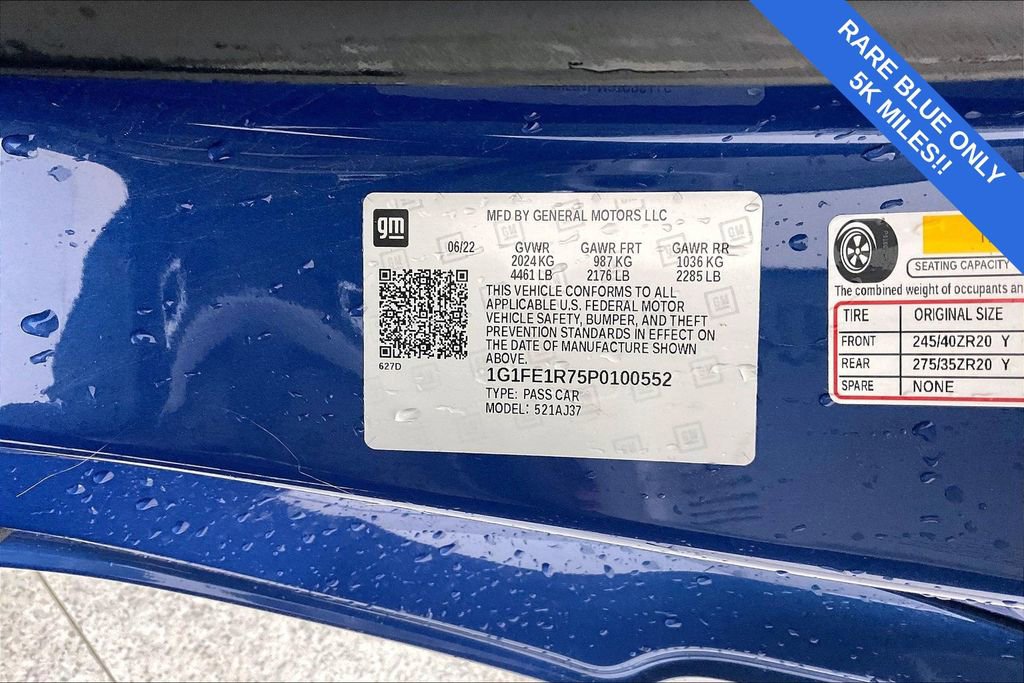 RARE BLUE ONLY
5K MILES!!
gm
MFD BY GENERAL MOTORS LLC
06/22 GVWR GAWR FRT GAWR RR
2024 KG 987 KG 1036 KG
4461 LB 2176 LB 2285 LB
THIS VEHICLE CONFORMS TO ALL
APPLICABLE U.S. FEDERAL MOTOR
VEHICLE SAFETY, BUMPER, AND THEFT
PREVENTION STANDARDS IN EFFECT ON
THE DATE OF MANUFACTURE SHOWN
ABOVE.
627D
1G1FE1R75P0100552
TYPE: PASS CAR
MODEL: 521AJ37
SEATING CAPACITY
The combined weight of occupants an
TIRE ORIGINAL SIZE
FRONT 245/40ZR20 Y
REAR 275/35ZR20 Y
SPARE NONE